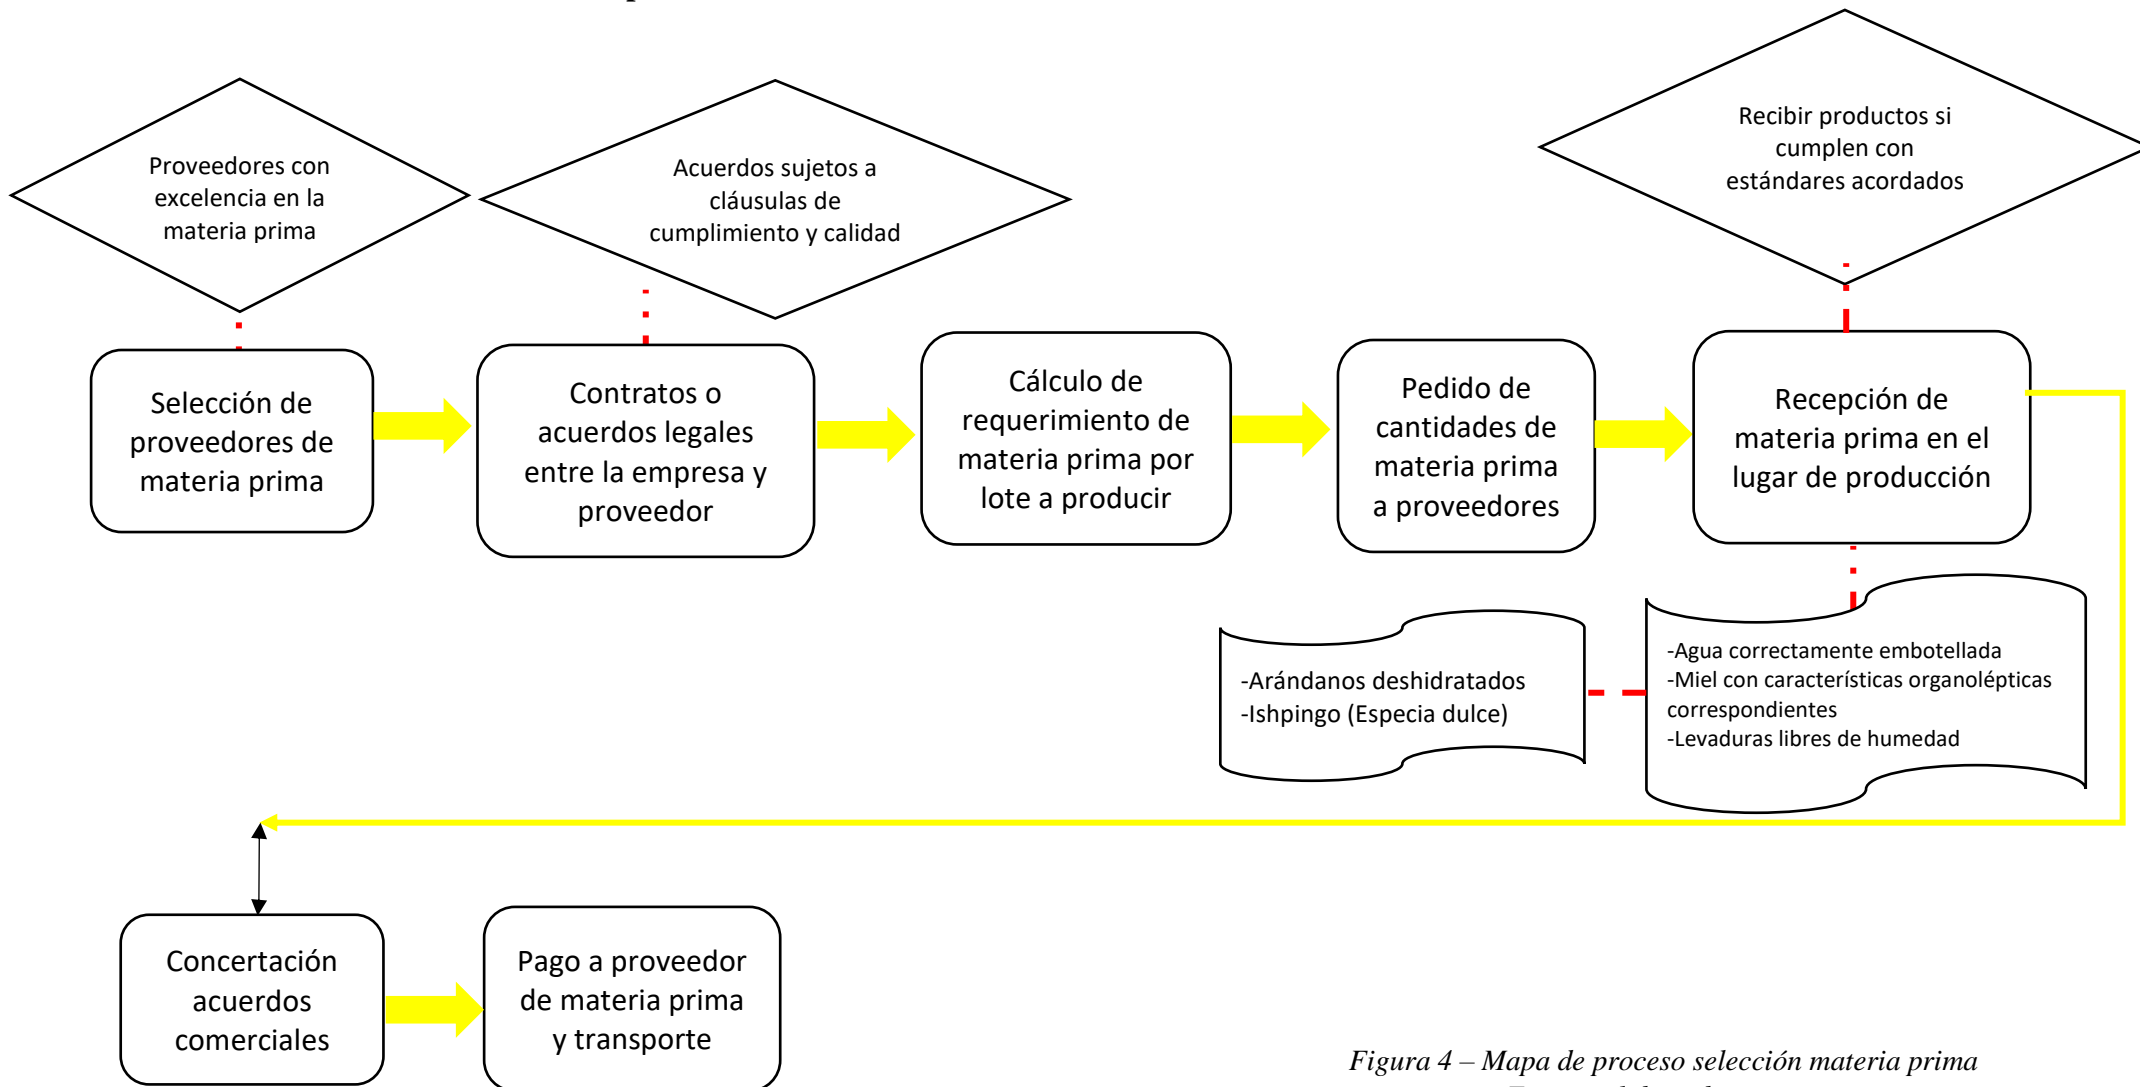 Proveedores con
excelencia en la
materia prima
Acuerdos sujetos a
cláusulas de
cumplimiento y calidad
Recibir productos si
cumplen con
estándares acordados
Selección de
proveedores de
materia prima
Contratos o
acuerdos legales
entre la empresa y
proveedor
Cálculo de
requerimiento de
materia prima por
lote a producir
Pedido de
cantidades de
materia prima
a proveedores
Recepción de
materia prima en el
lugar de producción
-Arándanos deshidratados
-Ishpingo (Especia dulce)
-Agua correctamente embotellada
-Miel con características organolépticas
correspondientes
-Levaduras libres de humedad
Concertación
acuerdos
comerciales
Pago a proveedor
de materia prima
y transporte
Figura 4 – Mapa de proceso selección materia prima